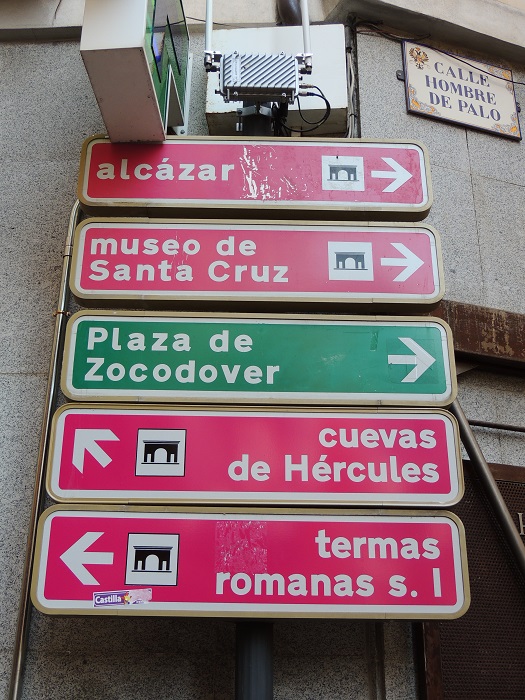 CALLE
HOMBRE
DE PALO
alcázar
museo de
Santa Cruz
Plaza de
Zocodover
cuevas
de Hércules
termas
romanas s. I
Castilla